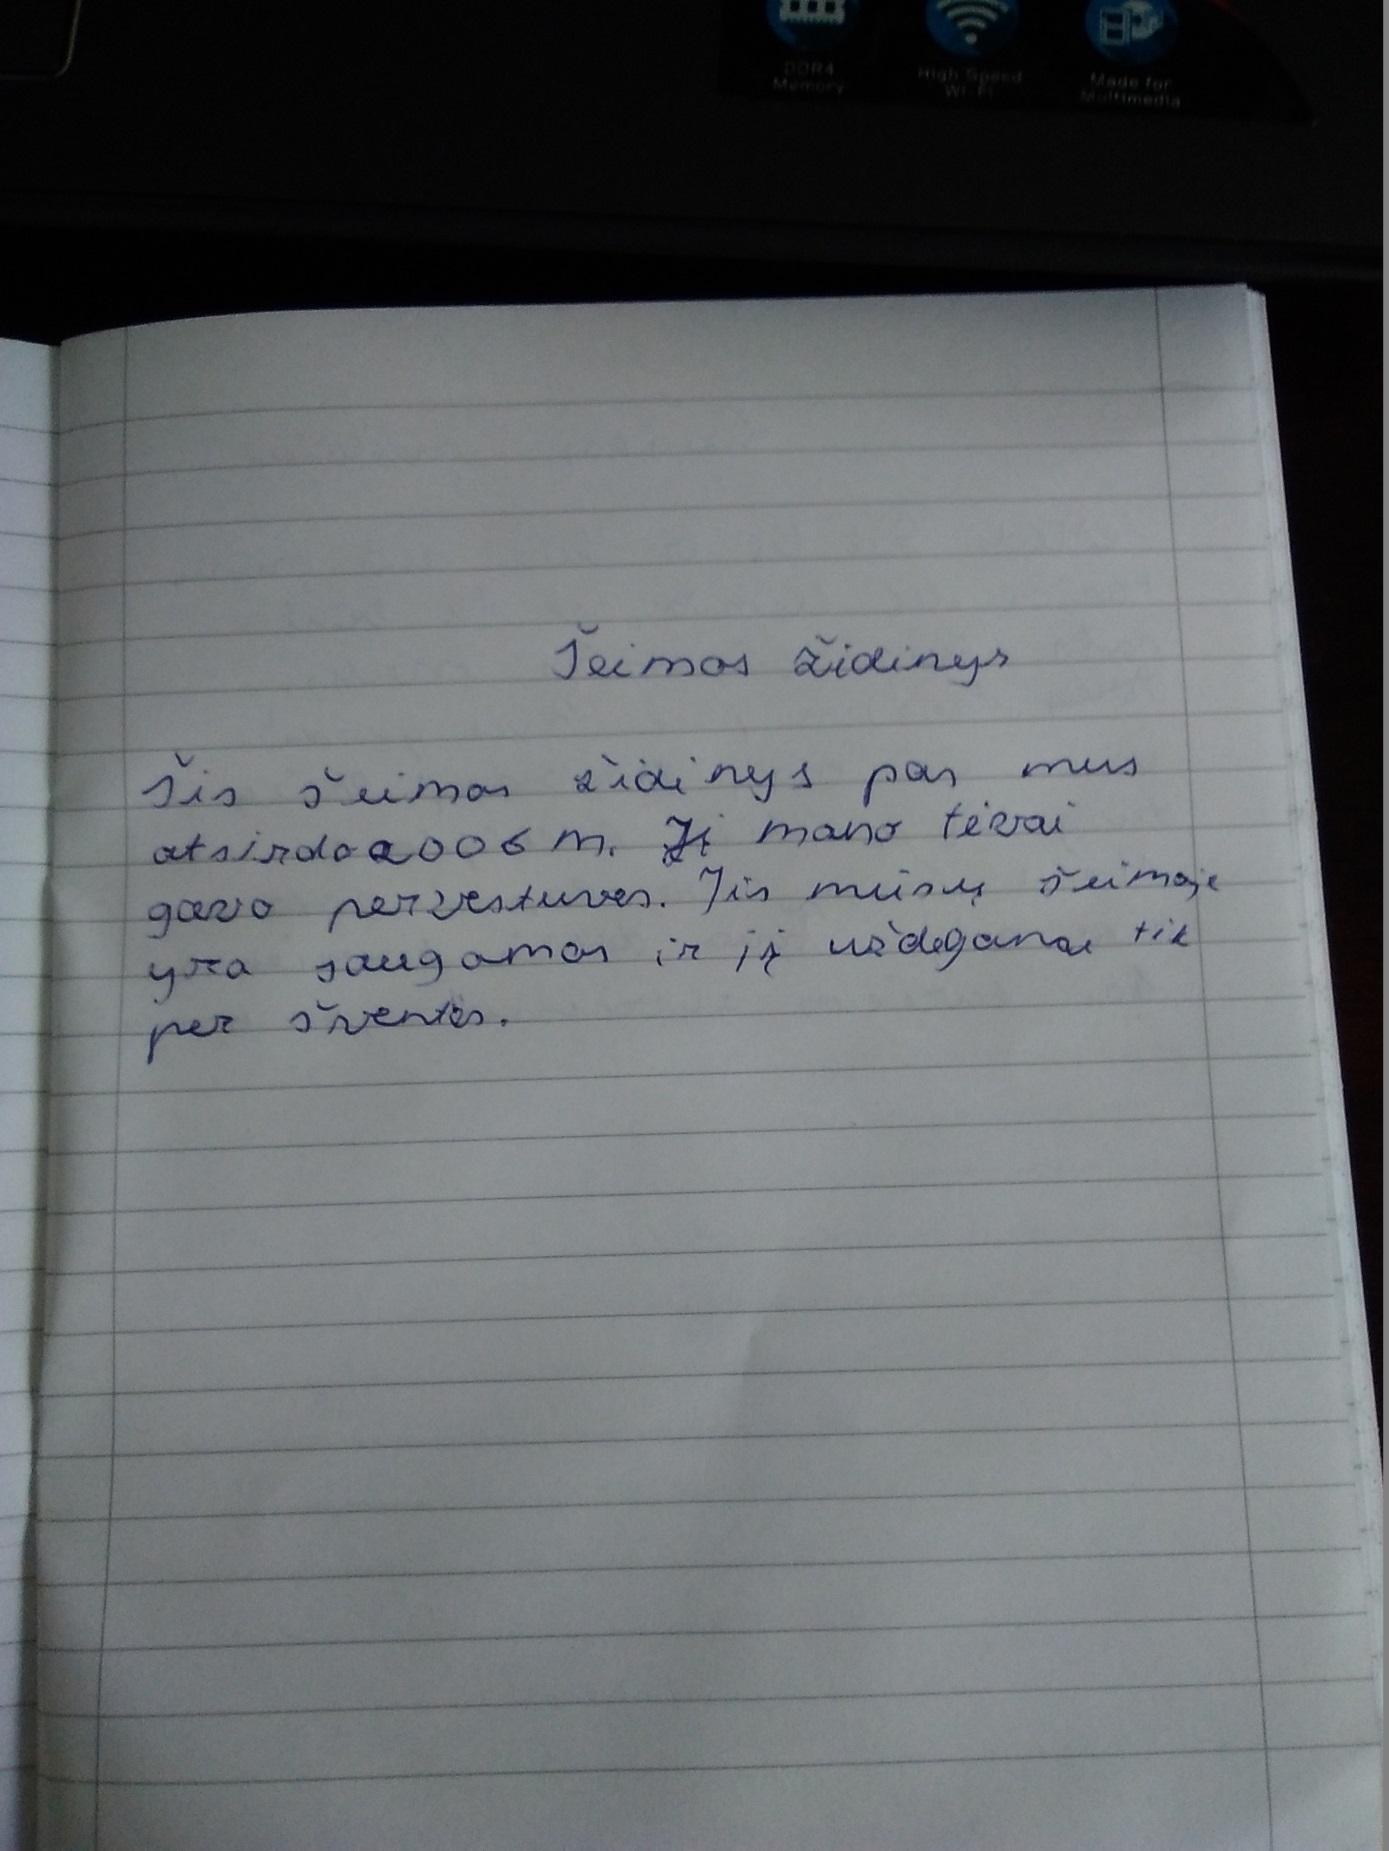 DDR4
Memory
High Speed
Wi-Fi
Made for
Multimedia
Šeimos židinys
Šis šeimos židinys pas mus
atsirdo 2006 m. Jį mano tėvai
gavo per vestuves. Jis mūsų šeimoje
yra saugomas ir jį uždegame tik
per šventes.